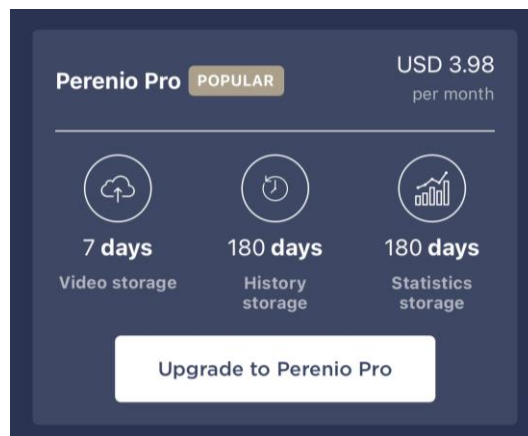 Perenio Pro POPULAR
USD 3.98
per month
7 days
Video storage
180 days
History
storage
180 days
Statistics
storage
Upgrade to Perenio Pro